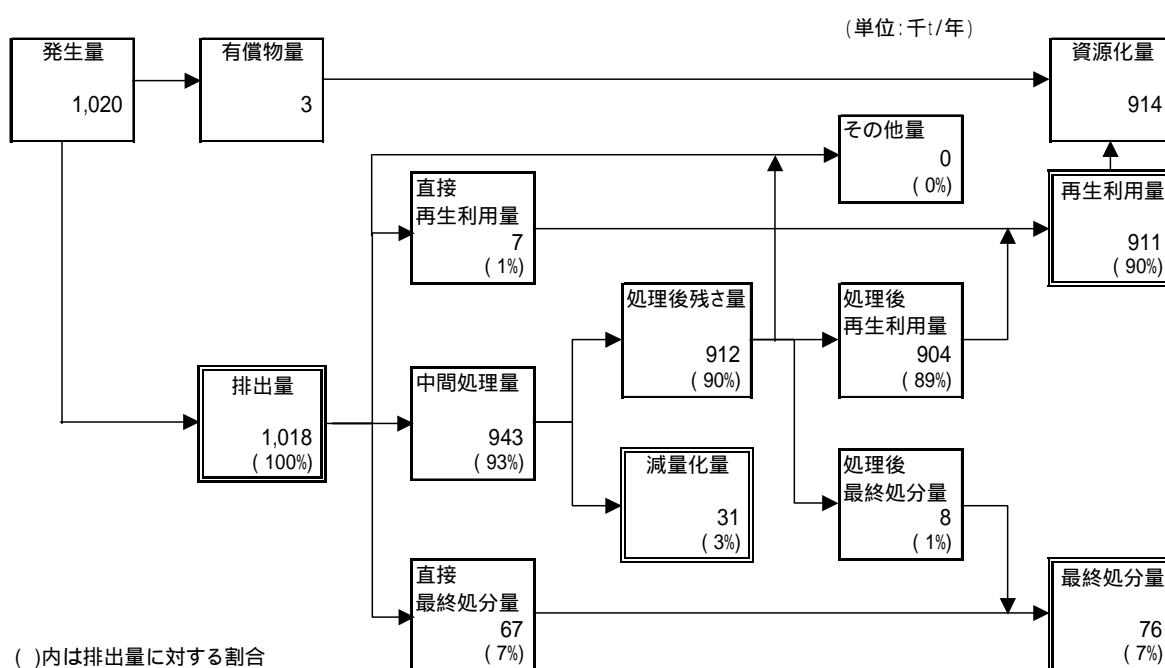 (単位:千t/年)
発生量
1,020
有償物量
3
資源化量
914
その他量
0
( 0%)
直接
再生利用量
7
( 1%)
再生利用量
911
( 90%)
処理後残さ量
912
( 90%)
処理後
再生利用量
904
( 89%)
排出量
1,018
( 100%)
中間処理量
943
( 93%)
減量化量
31
( 3%)
処理後
最終処分量
8
( 1%)
直接
最終処分量
67
( 7%)
最終処分量
76
( 7%)
( )内は排出量に対する割合